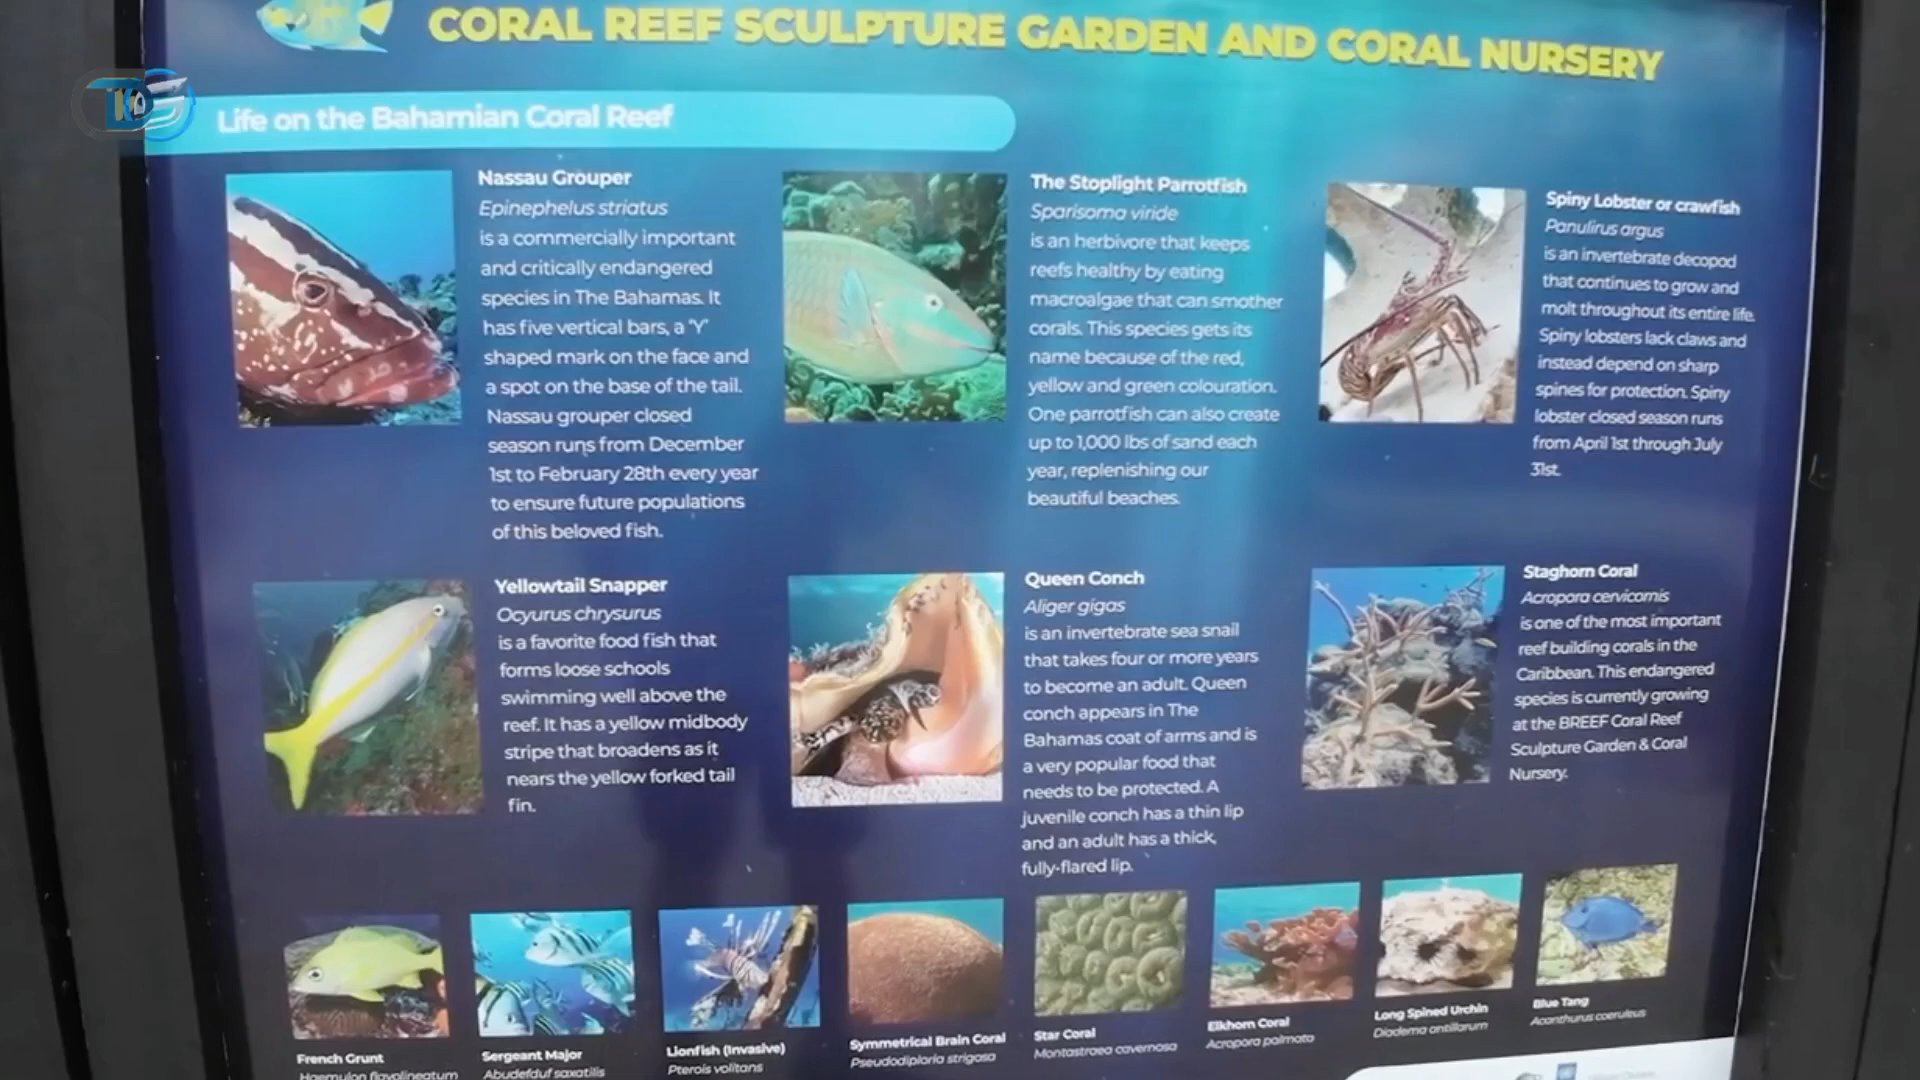 CORAL REEF SCULPTURE GARDEN AND CORAL NURSERY
Life on the Bahamian Coral Reef
Nassau Grouper
Epinephelus striatus
is a commercially important
and critically endangered
species in The Bahamas. It
has five vertical bars, a 'Y'
shaped mark on the face and
a spot on the base of the tail.
Nassau grouper closed
season runs from December
1st to February 28th every year
to ensure future populations
of this beloved fish.
The Stoplight Parrotfish
Sparisoma viride
is an herbivore that keeps
reefs healthy by eating
macroalgae that can smother
corals. This species gets its
name because of the red,
yellow and green colouration.
One parrotfish can also create
up to 1,000 lbs of sand each
year, replenishing our
beautiful beaches.
Spiny Lobster or crawfish
Panulirus argus
is an invertebrate decopod
that continues to grow and
molt throughout its entire life.
Spiny lobsters lack claws and
instead depend on sharp
spines for protection. Spiny
lobster closed season runs
from April 1st through July
31st.
Yellowtail Snapper
Ocyurus chrysurus
is a favorite food fish that
forms loose schools
swimming well above the
reef. It has a yellow midbody
stripe that broadens as it
nears the yellow forked tail
fin.
Queen Conch
Aliger gigas
is an invertebrate sea snail
that takes four or more years
to become an adult. Queen
conch appears in The
Bahamas coat of arms and is
a very popular food that
needs to be protected. A
juvenile conch has a thin lip
and an adult has a thick,
fully-flared lip.
Staghorn Coral
Acropora cervicornis
is one of the most important
reef building corals in the
Caribbean. This endangered
species is currently growing
at the BREEF Coral Reef
Sculpture Garden & Coral
Nursery.
French Grunt
Haemulon flavolineatum
Sergeant Major
Abudefduf saxatilis
Lionfish (Invasive)
Pterois volitans
Symmetrical Brain Coral
Pseudodiploria strigosa
Star Coral
Montastraea cavernosa
Elkhorn Coral
Acropora palmata
Long Spined Urchin
Diadema antillarum
Blue Tang
Acanthurus coeruleus